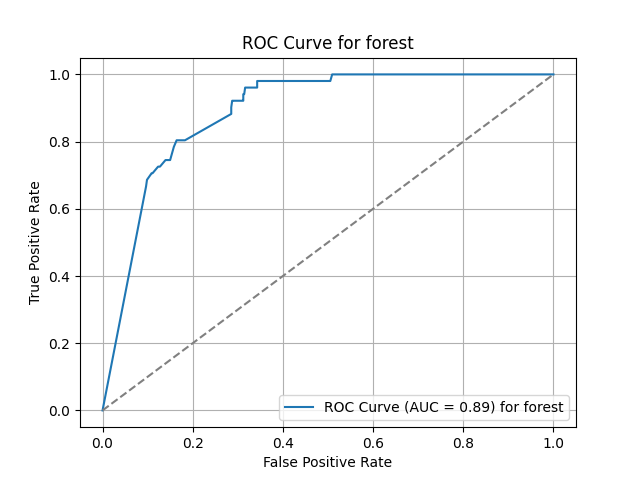 ROC Curve for forest
True Positive Rate
1.0
0.8
0.6
0.4
0.2
0.0
ROC Curve (AUC = 0.89) for forest
0.0 0.2 0.4 0.6 0.8 1.0
False Positive Rate